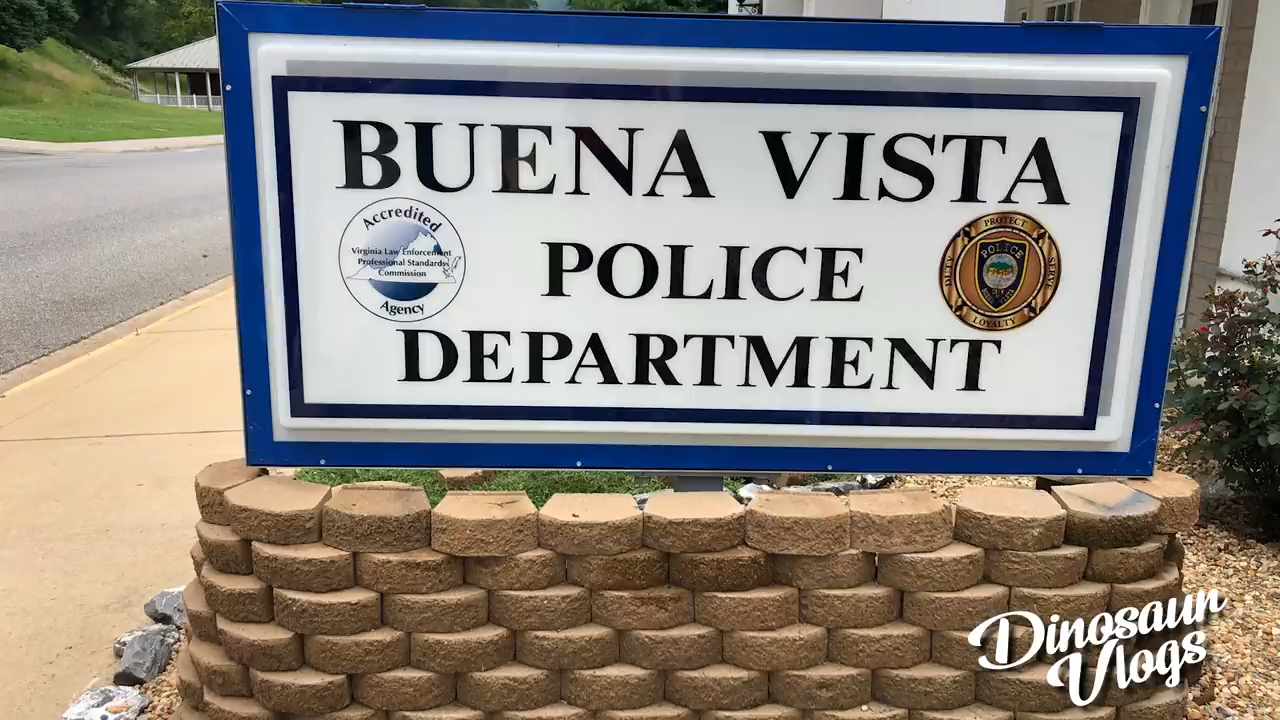 BUENA VISTA
POLICE
DEPARTMENT
Accredited
Virginia Law Enforcement
Professional Standards
Commission
Agency
PROTECT
DUTY
SERVE
LOYALTY
POLICE
Dinosaur
Vlogs